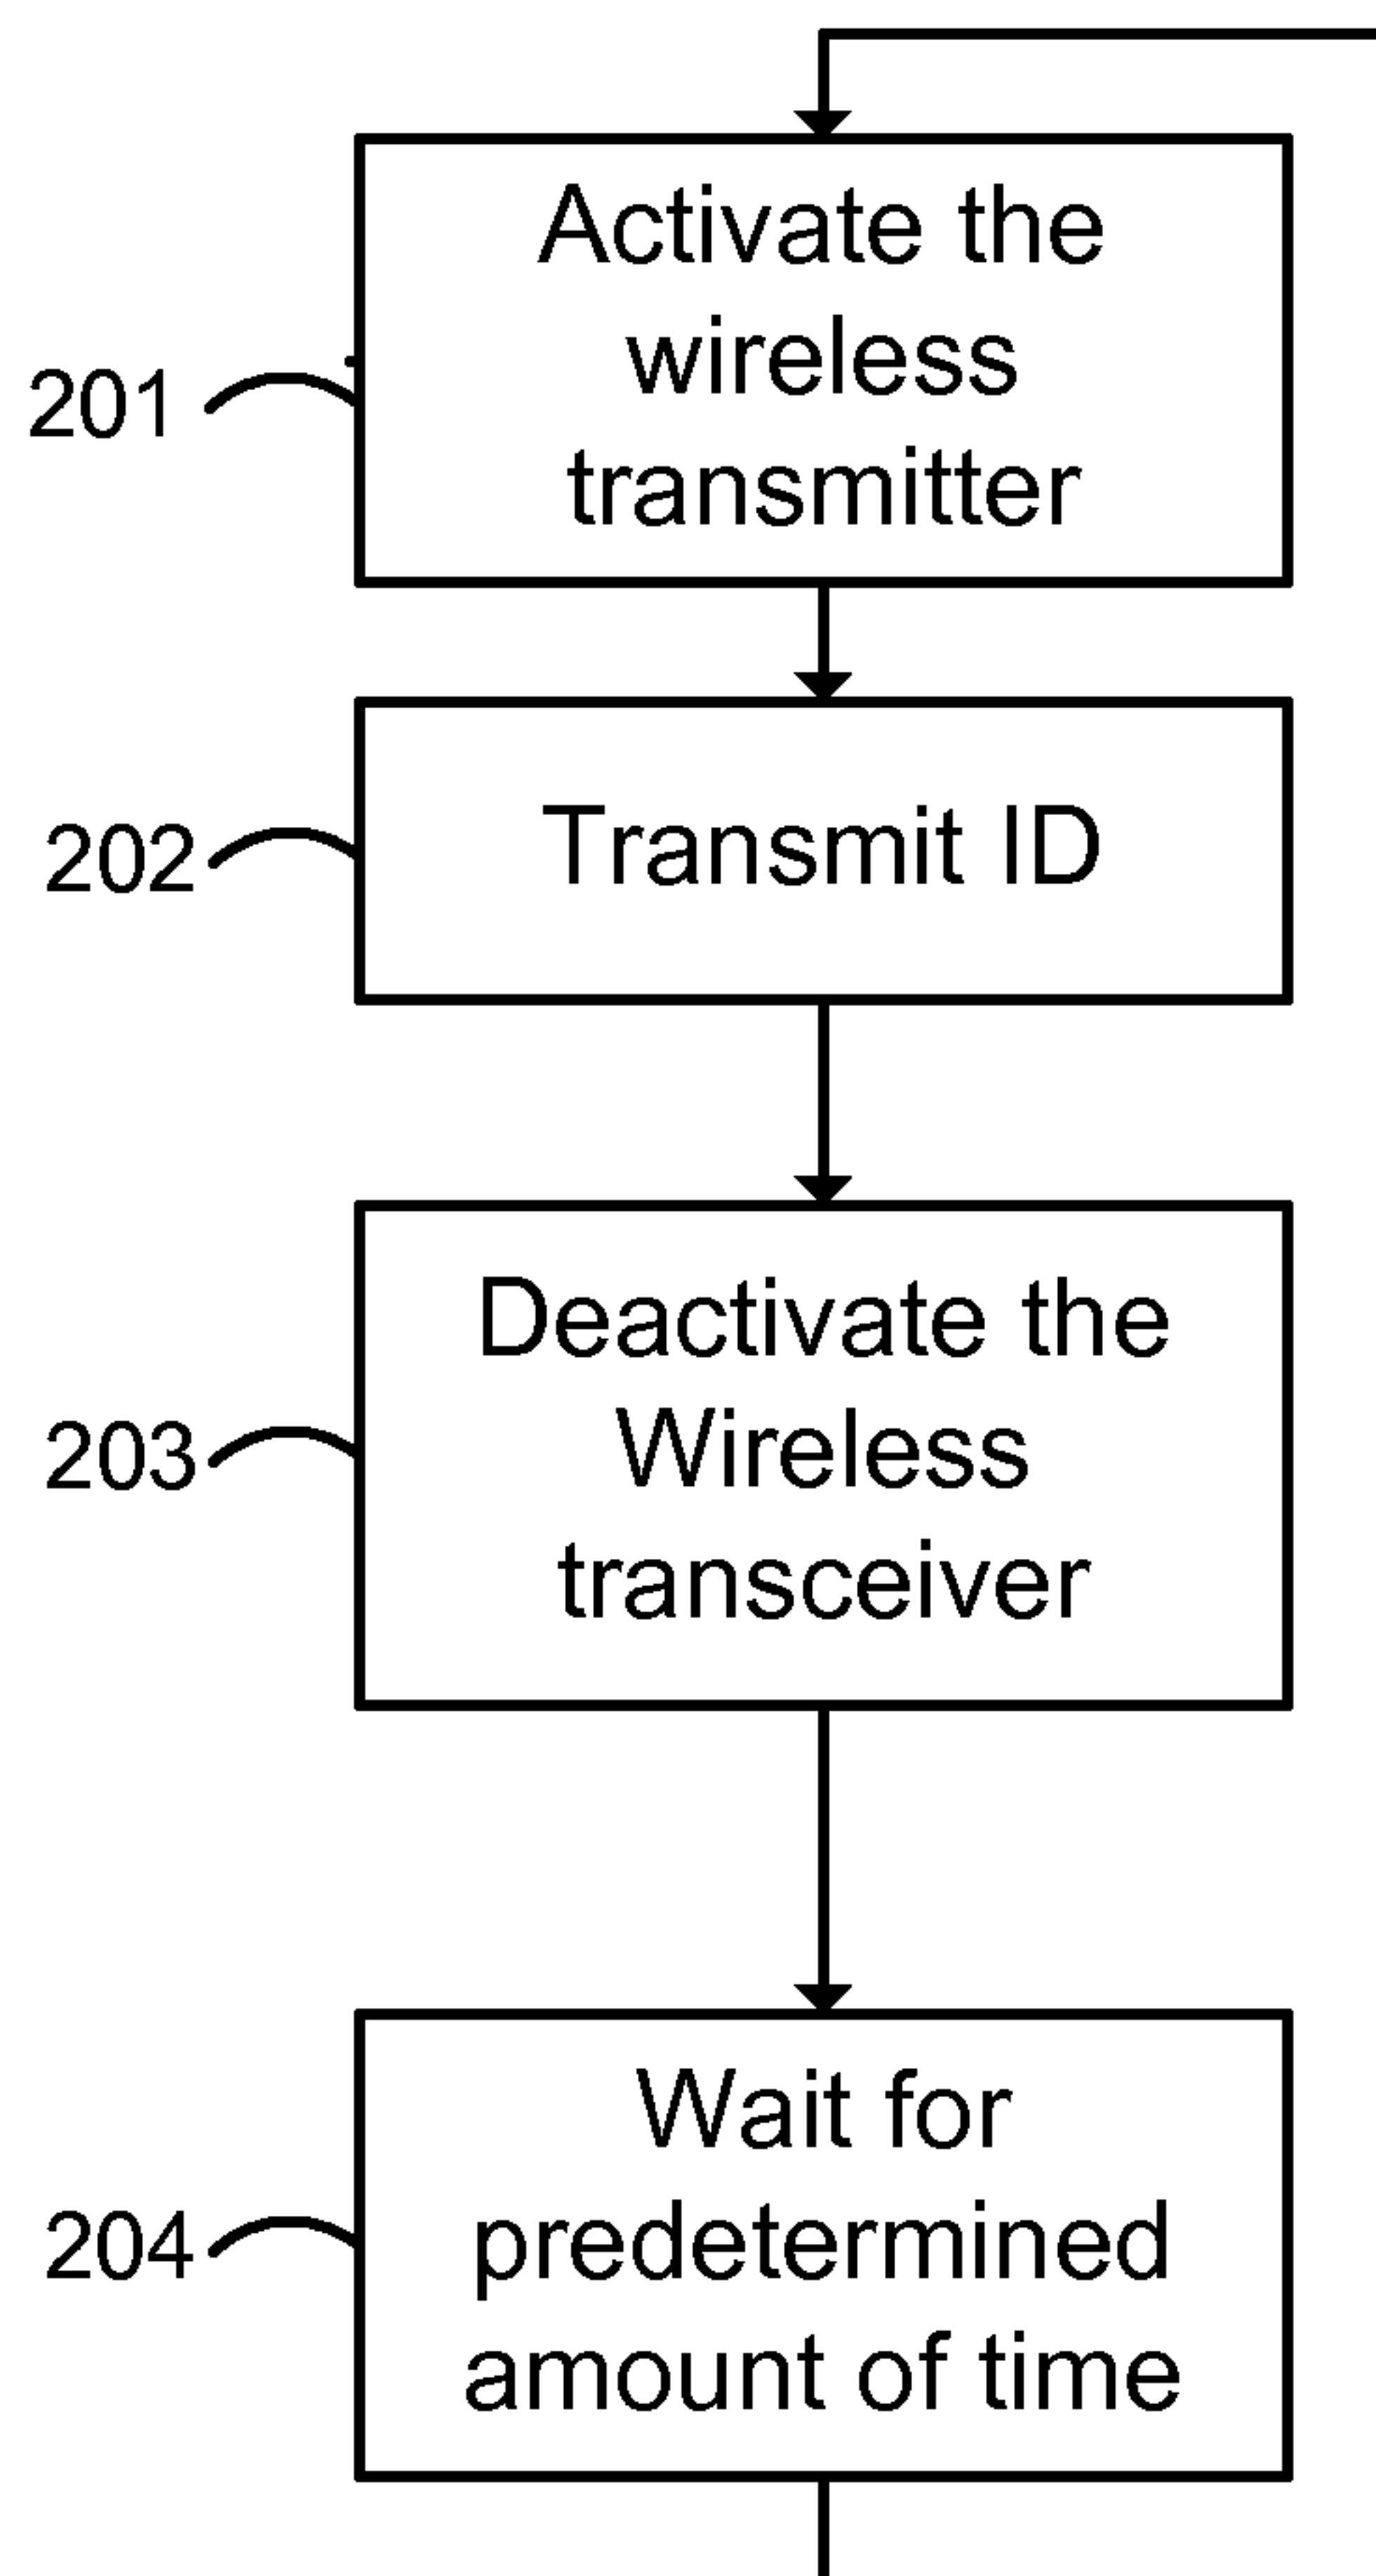 Activate the
wireless
transmitter
201
Transmit ID
202
Deactivate the
Wireless
transceiver
203
Wait for
predetermined
amount of time
204